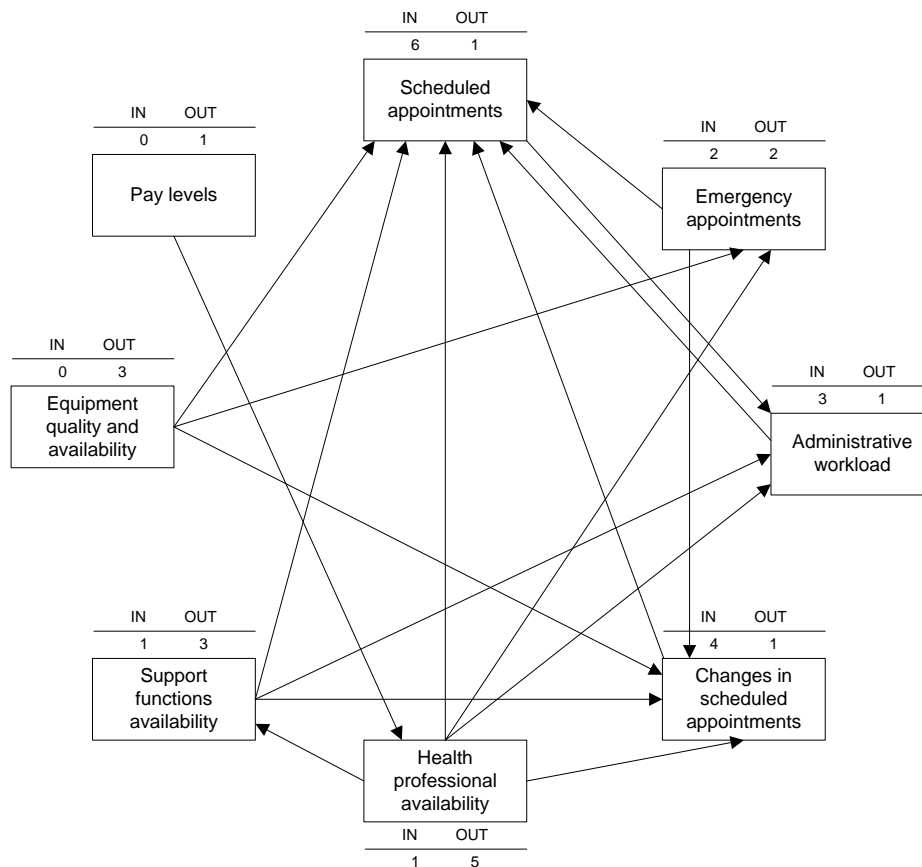 IN OUT
6 1
Scheduled
appointments
IN OUT
0 1
Pay levels
IN OUT
2 2
Emergency
appointments
IN OUT
0 3
Equipment
quality and
availability
IN OUT
3 1
Administrative
workload
IN OUT
1 3
Support
functions
availability
IN OUT
4 1
Changes in
scheduled
appointments
Health
professional
availability
IN OUT
1 5